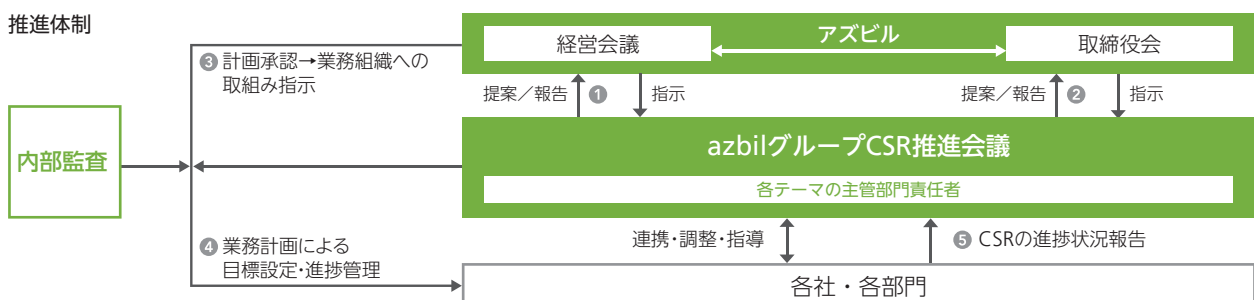 推進体制
アズビル
経営会議
取締役会
❸ 計画承認→業務組織への
取組み指示
提案／報告 ❶ 指示
提案／報告 ❷ 指示
内部監査
azbilグループCSR推進会議
各テーマの主管部門責任者
❹ 業務計画による
目標設定・進捗管理
連携・調整・指導
❺ CSRの進捗状況報告
各社・各部門